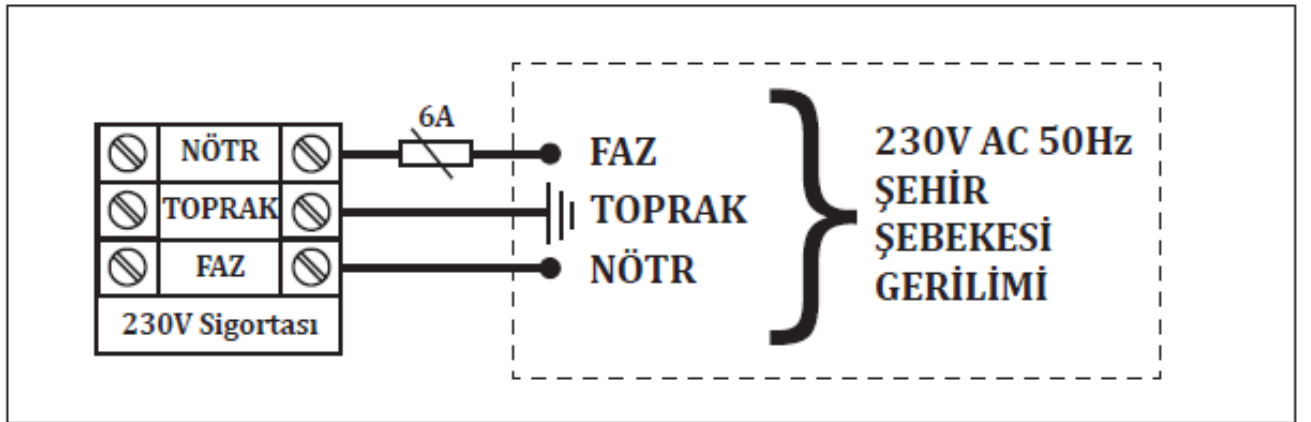 6A
NÖTR
FAZ
230V AC 50Hz
TOPRAK
TOPRAK
ŞEHİR
FAZ
NÖTR
ŞEBEKESİ
GERİLİMİ
230V Sigortası